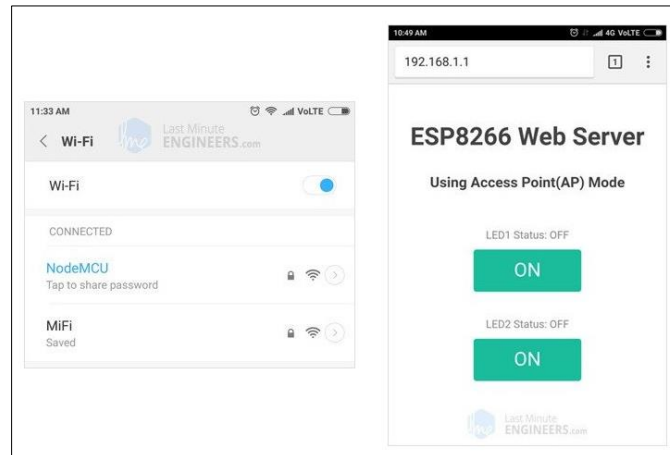 11:33 AM
VoLTE
Wi-Fi
Last Minute
ENGINEERS.com
Wi-Fi
CONNECTED
NodeMCU
Tap to share password
MiFi
Saved
10:49 AM
4G VoLTE
192.168.1.1
1
ESP8266 Web Server
Using Access Point(AP) Mode
LED1 Status: OFF
ON
LED2 Status: OFF
ON
Last Minute
ENGINEERS.com